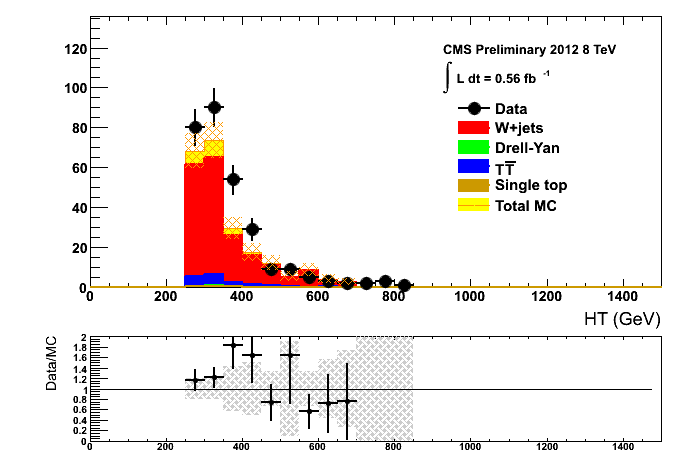 120
100
80
60
40
20
0
0 200 400 600 800 1000 1200 1400
HT (GeV)
CMS Preliminary 2012 8 TeV
∫ L dt = 0.56 fb -1
Data
W+jets
Drell-Yan
TT̅
Single top
Total MC
Data/MC
2
1.8
1.6
1.4
1.2
1
0.8
0.6
0.4
0.2
0
0 200 400 600 800 1000 1200 1400